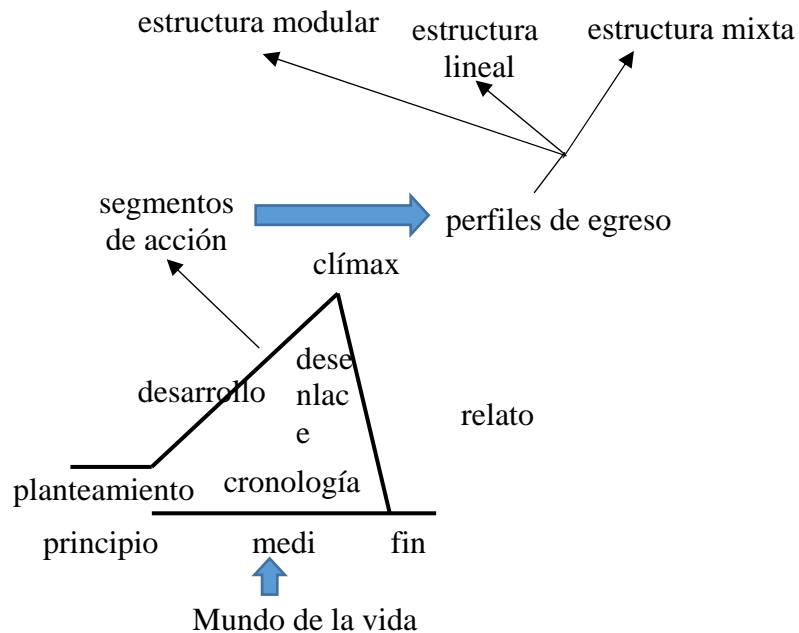 estructura modular
estructura
lineal
estructura mixta
segmentos
de acción
perfiles de egreso
clímax
desarrollo
dese
nlac
e
relato
planteamiento
cronología
principio
medi
fin
Mundo de la vida